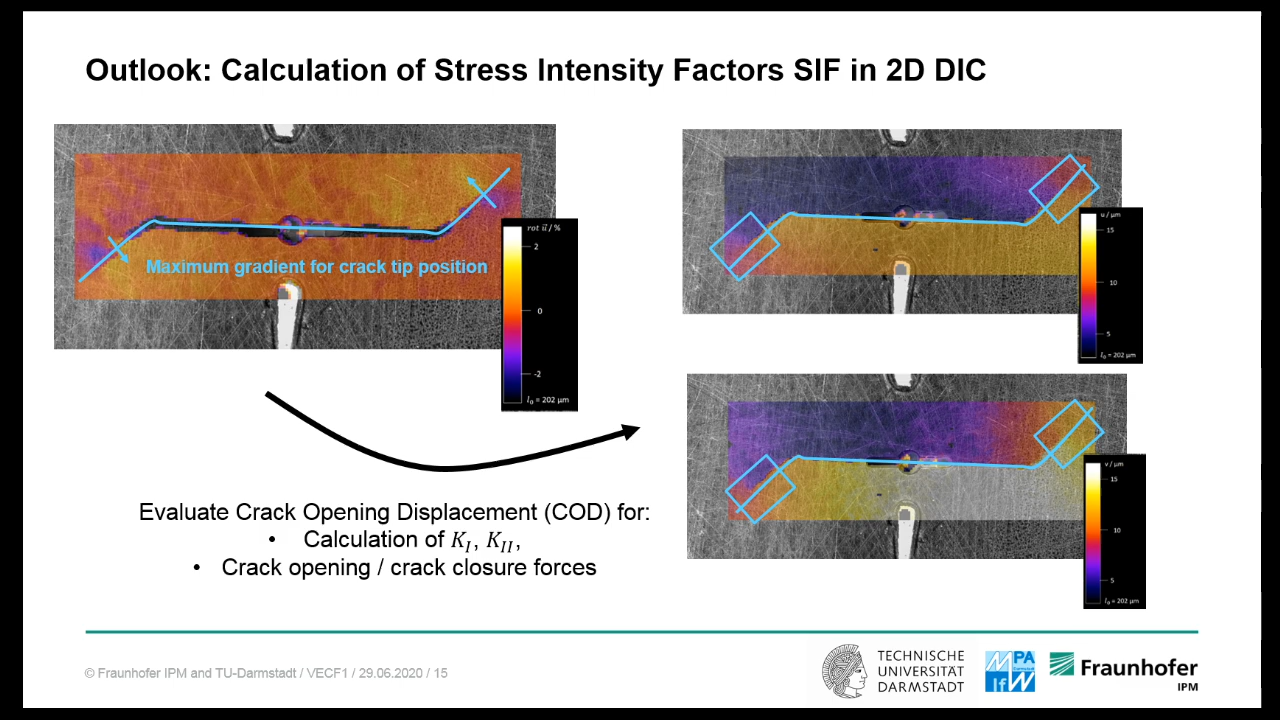 Outlook: Calculation of Stress Intensity Factors SIF in 2D DIC
rot u⃗ / %
2
0
-2
l₀ = 202 µm
Maximum gradient for crack tip position
u / µm
15
10
5
l₀ = 202 µm
v / µm
15
10
5
l₀ = 202 µm
Evaluate Crack Opening Displacement (COD) for:
• Calculation of K_I, K_II,
• Crack opening / crack closure forces
© Fraunhofer IPM and TU-Darmstadt / VECF1 / 29.06.2020 / 15
TECHNISCHE
UNIVERSITÄT
DARMSTADT
MPA
Darmstadt
IfW
Fraunhofer
IPM